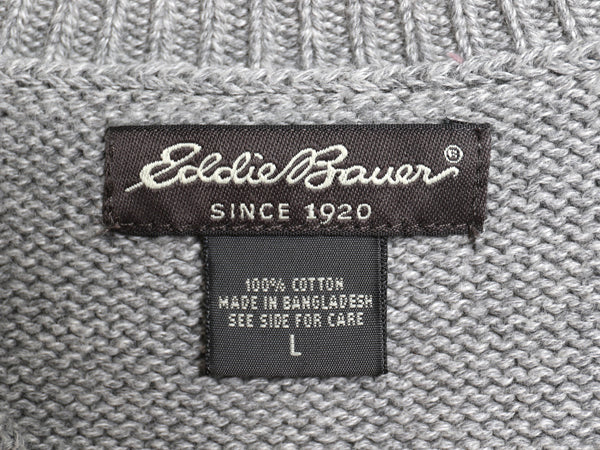 Eddie Bauer®
SINCE 1920
100% COTTON
MADE IN BANGLADESH
SEE SIDE FOR CARE
L